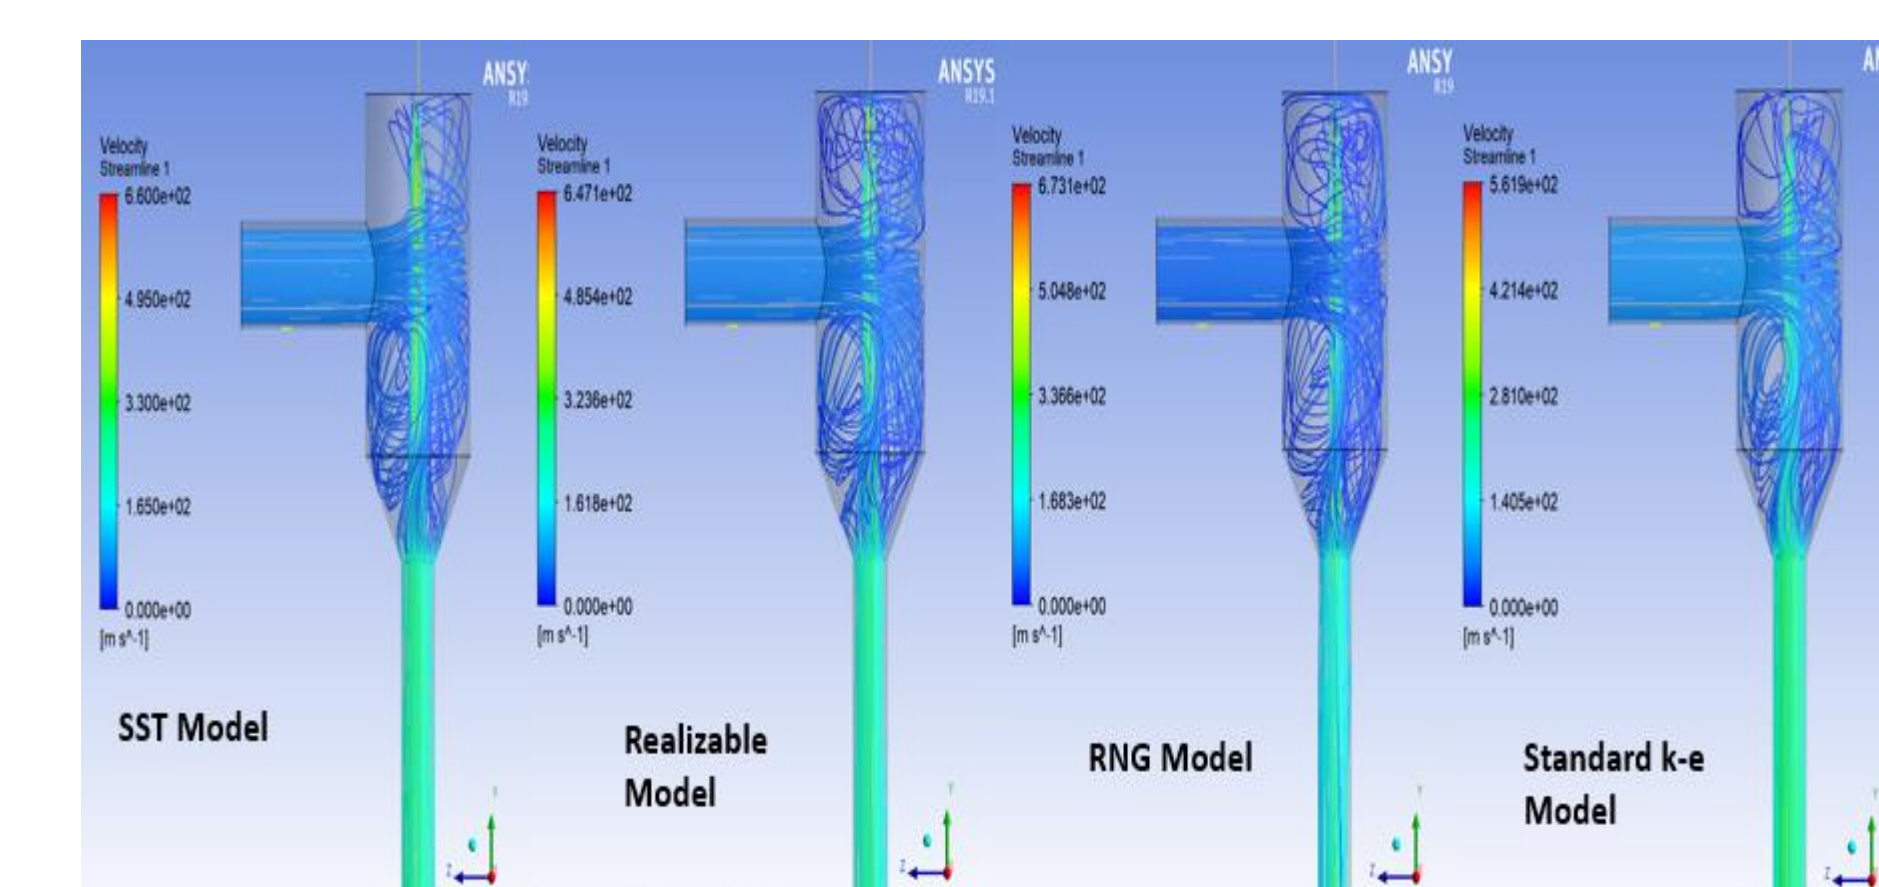 ANSY
R19
Velocity
Streamline 1
6.600e+02
4.950e+02
3.300e+02
1.650e+02
0.000e+00
[m s^-1]
SST Model
Y
Z
ANSYS
R19.1
Velocity
Streamline 1
6.471e+02
4.854e+02
3.236e+02
1.618e+02
0.000e+00
[m s^-1]
Realizable
Model
Y
Z
ANSY
R19
Velocity
Streamline 1
6.731e+02
5.048e+02
3.366e+02
1.683e+02
0.000e+00
[m s^-1]
RNG Model
Y
Z
AN
Velocity
Streamline 1
5.619e+02
4.214e+02
2.810e+02
1.405e+02
0.000e+00
[m s^-1]
Standard k-e
Model
Y
Z